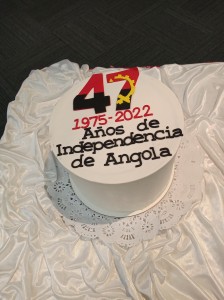 47
1975-2022
Años de
Independencia
de Angola